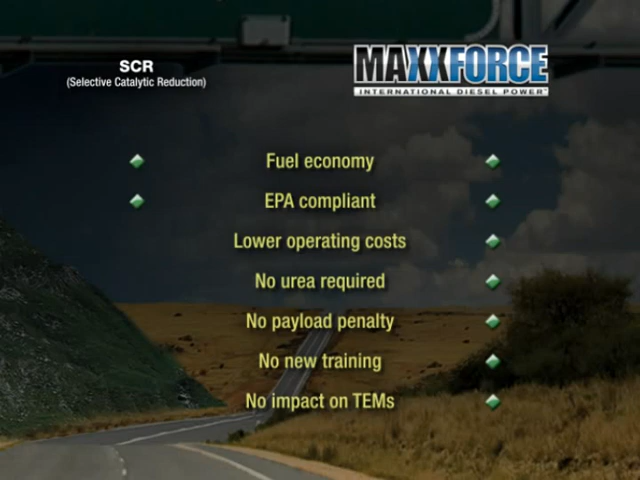 SCR
(Selective Catalytic Reduction)
MAXXFORCE
INTERNATIONAL DIESEL POWER
Fuel economy
EPA compliant
Lower operating costs
No urea required
No payload penalty
No new training
No impact on TEMs